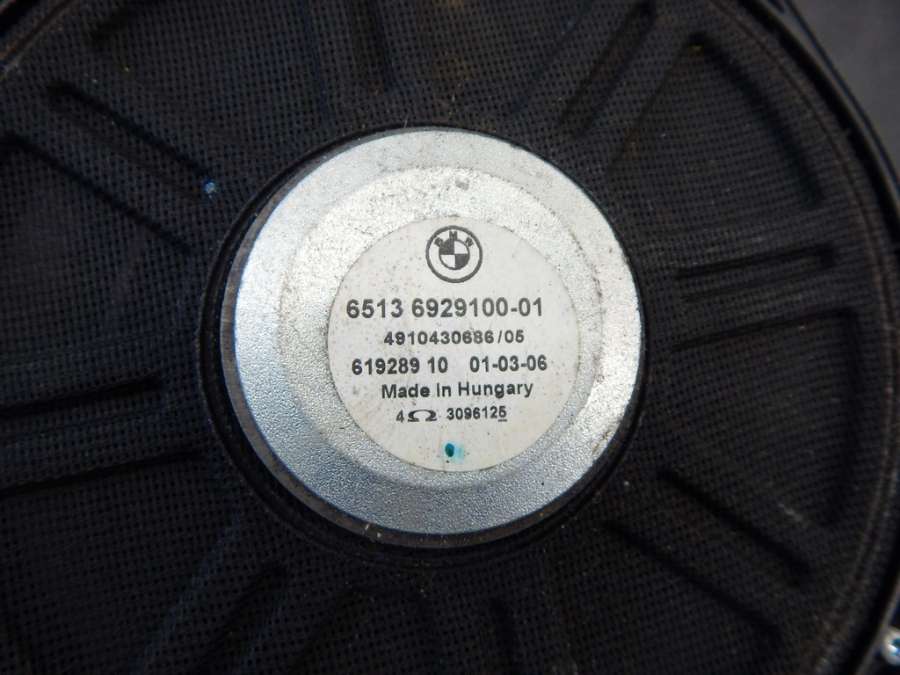 BMW
6513 6929100-01
4910430686/05
619289 10 01-03-06
Made in Hungary
4Ω 3096125